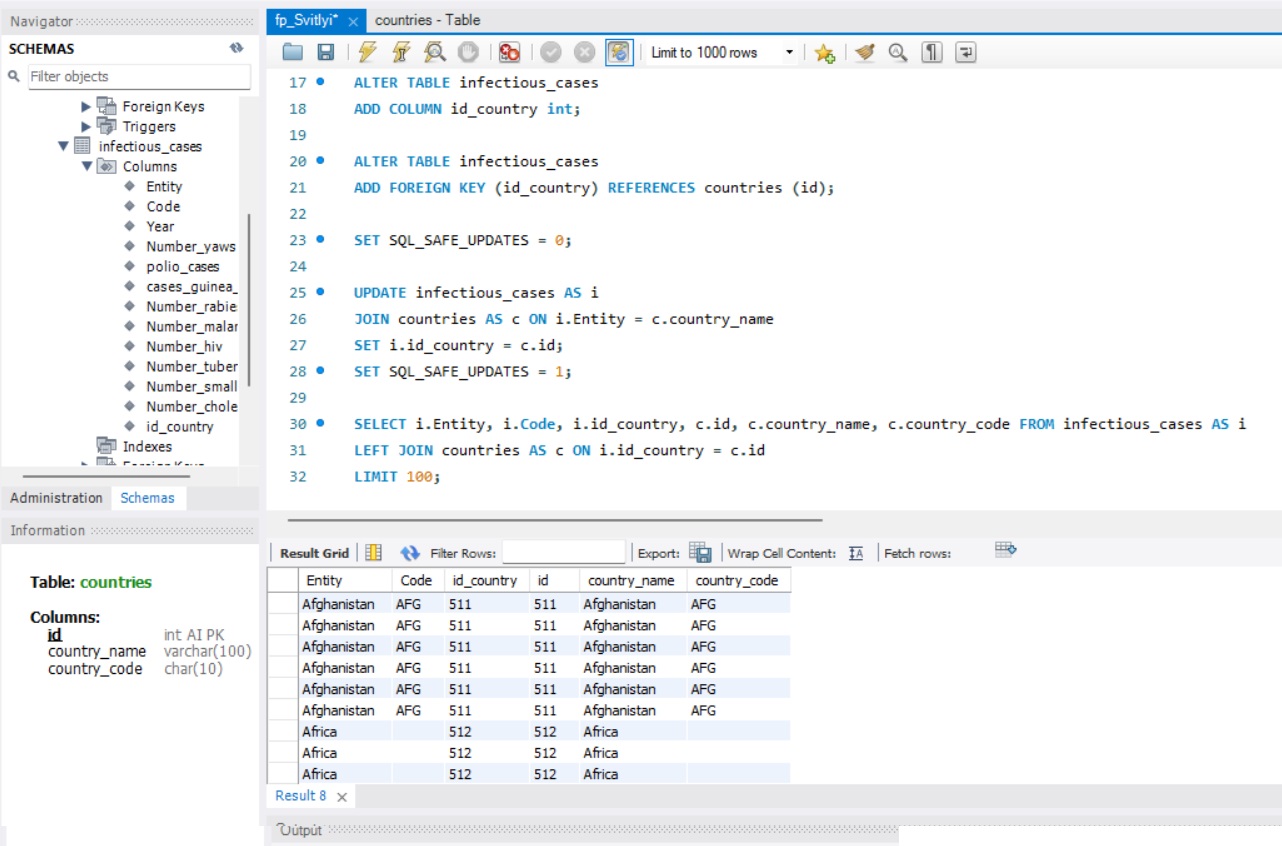 Navigator
SCHEMAS
Filter objects
Foreign Keys
Triggers
infectious_cases
Columns
Entity
Code
Year
Number_yaws
polio_cases
cases_guinea_
Number_rabie
Number_malar
Number_hiv
Number_tuber
Number_small
Number_chole
id_country
Indexes
Foreign Keys
Administration Schemas
Information
Table: countries
Columns:
id int AI PK
country_name varchar(100)
country_code char(10)
fp_Svitlyi* countries - Table
Limit to 1000 rows
17 ALTER TABLE infectious_cases
18 ADD COLUMN id_country int;
19
20 ALTER TABLE infectious_cases
21 ADD FOREIGN KEY (id_country) REFERENCES countries (id);
22
23 SET SQL_SAFE_UPDATES = 0;
24
25 UPDATE infectious_cases AS i
26 JOIN countries AS c ON i.Entity = c.country_name
27 SET i.id_country = c.id;
28 SET SQL_SAFE_UPDATES = 1;
29
30 SELECT i.Entity, i.Code, i.id_country, c.id, c.country_name, c.country_code FROM infectious_cases AS i
31 LEFT JOIN countries AS c ON i.id_country = c.id
32 LIMIT 100;
Result Grid Filter Rows: Export: Wrap Cell Content: Fetch rows:
Entity Code id_country id country_name country_code
Afghanistan AFG 511 511 Afghanistan AFG
Afghanistan AFG 511 511 Afghanistan AFG
Afghanistan AFG 511 511 Afghanistan AFG
Afghanistan AFG 511 511 Afghanistan AFG
Afghanistan AFG 511 511 Afghanistan AFG
Afghanistan AFG 511 511 Afghanistan AFG
Africa 512 512 Africa
Africa 512 512 Africa
Africa 512 512 Africa
Result 8
Output